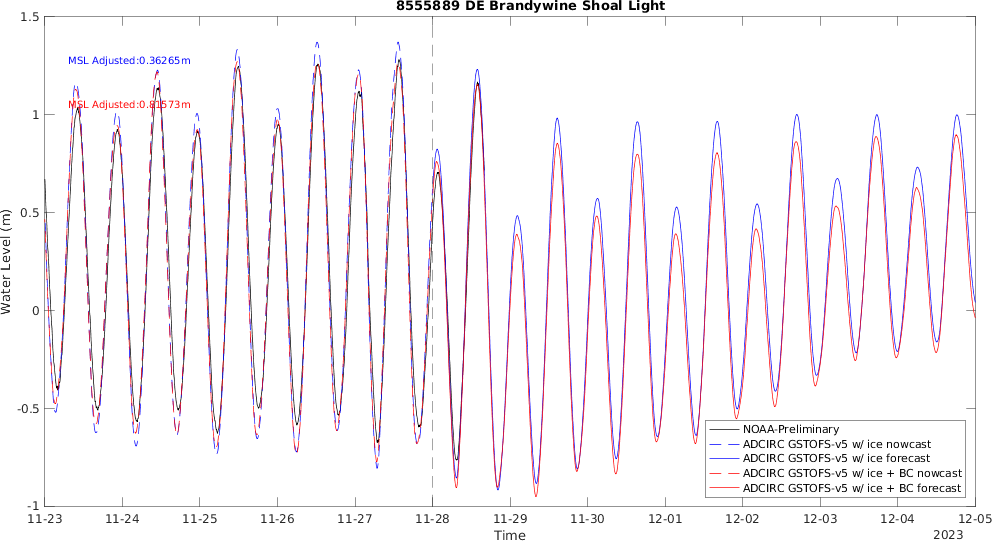 8555889 DE Brandywine Shoal Light
1.5
1
0.5
0
-0.5
-1
Water Level (m)
MSL Adjusted:0.36265m
MSL Adjusted:0.81573m
NOAA-Preliminary
ADCIRC GSTOFS-v5 w/ ice nowcast
ADCIRC GSTOFS-v5 w/ ice forecast
ADCIRC GSTOFS-v5 w/ ice + BC nowcast
ADCIRC GSTOFS-v5 w/ ice + BC forecast
11-23 11-24 11-25 11-26 11-27 11-28 11-29 11-30 12-01 12-02 12-03 12-04 12-05
Time
2023